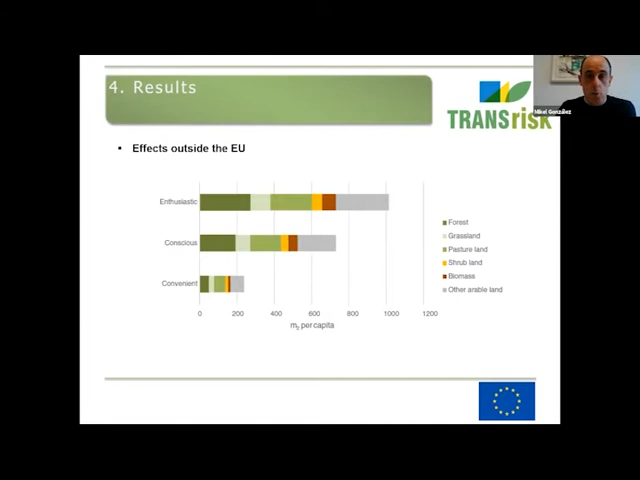 4. Results
TRANSrisk
Mikel González
▪ Effects outside the EU
Enthusiastic
Conscious
Convenient
0 200 400 600 800 1000 1200
m₂ per capita
Forest
Grassland
Pasture land
Shrub land
Biomass
Other arable land